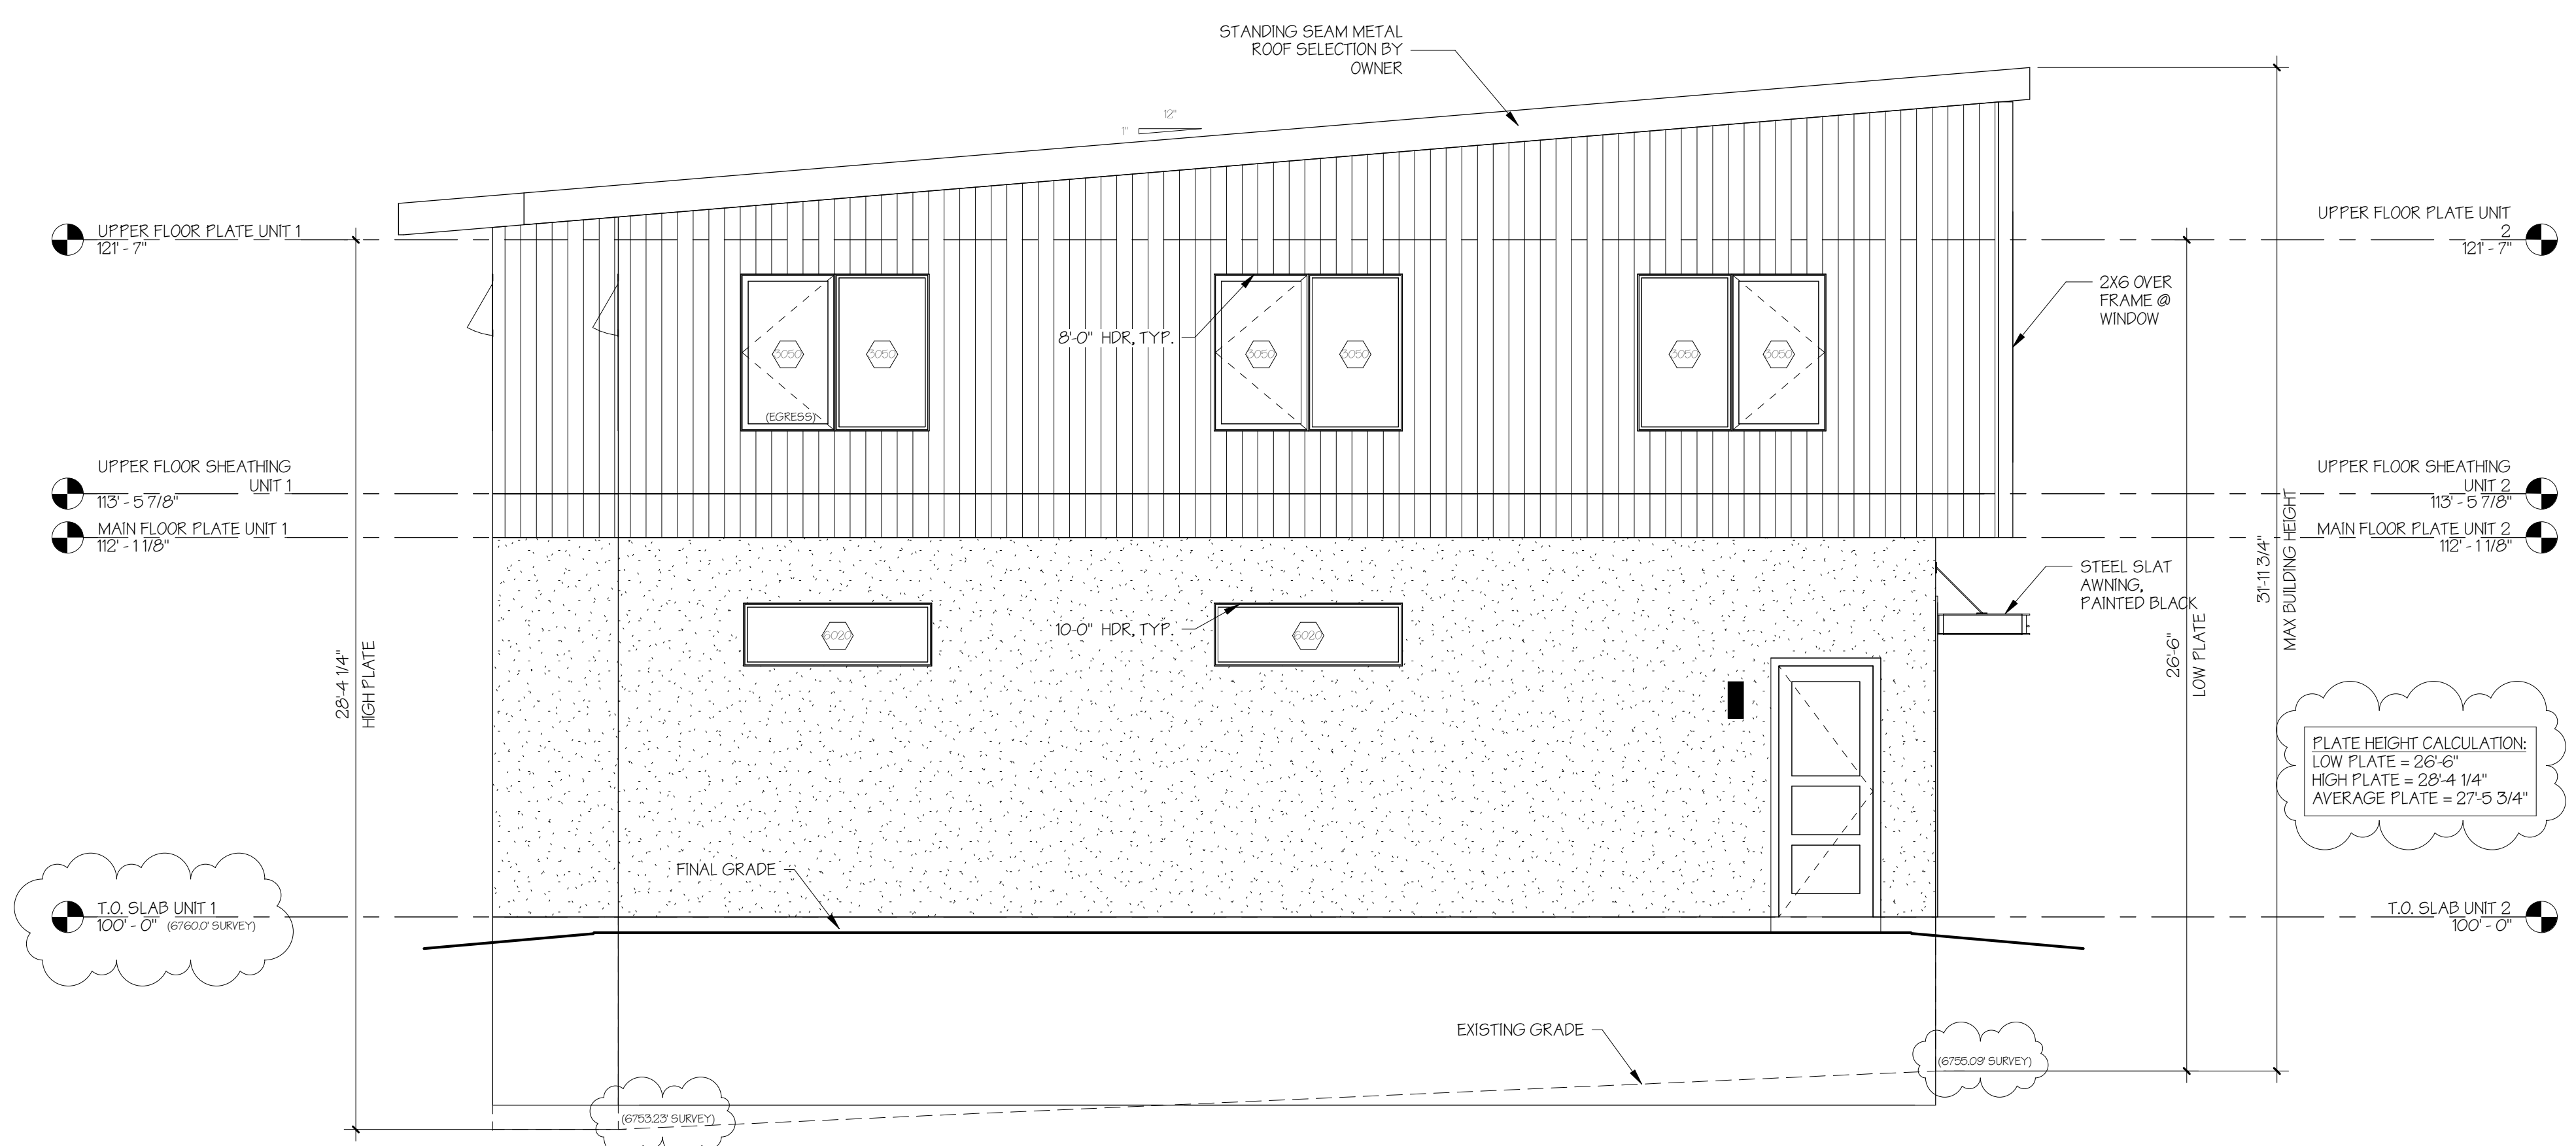 STANDING SEAM METAL
ROOF SELECTION BY
OWNER
12"
1"
UPPER FLOOR PLATE UNIT 1
121' - 7"
UPPER FLOOR PLATE UNIT
2
121' - 7"
2X6 OVER
FRAME @
WINDOW
8'-0" HDR, TYP.
3050
3050
3050
3050
3050
3050
(EGRESS)
UPPER FLOOR SHEATHING
UNIT 1
113' - 5 7/8"
MAIN FLOOR PLATE UNIT 1
112' - 1 1/8"
UPPER FLOOR SHEATHING
UNIT 2
113' - 5 7/8"
MAIN FLOOR PLATE UNIT 2
112' - 1 1/8"
STEEL SLAT
AWNING,
PAINTED BLACK
31'-11 3/4"
MAX BUILDING HEIGHT
10'-0" HDR, TYP.
6020
6020
28'-4 1/4"
HIGH PLATE
26'-6"
LOW PLATE
PLATE HEIGHT CALCULATION:
LOW PLATE = 26'-6"
HIGH PLATE = 28'-4 1/4"
AVERAGE PLATE = 27'-5 3/4"
FINAL GRADE
T.O. SLAB UNIT 1
100' - 0" (6760.0' SURVEY)
T.O. SLAB UNIT 2
100' - 0"
EXISTING GRADE
(6755.09' SURVEY)
(6753.23' SURVEY)